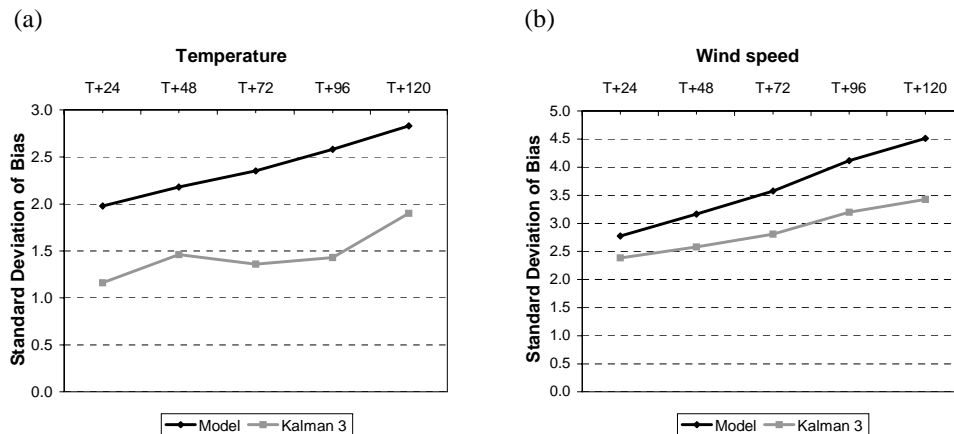 (a)
Temperature
T+24 T+48 T+72 T+96 T+120
3.0
2.5
2.0
1.5
1.0
0.5
0.0
Standard Deviation of Bias
Model Kalman 3
(b)
Wind speed
T+24 T+48 T+72 T+96 T+120
5.0
4.5
4.0
3.5
3.0
2.5
2.0
1.5
1.0
0.5
0.0
Standard Deviation of Bias
Model Kalman 3